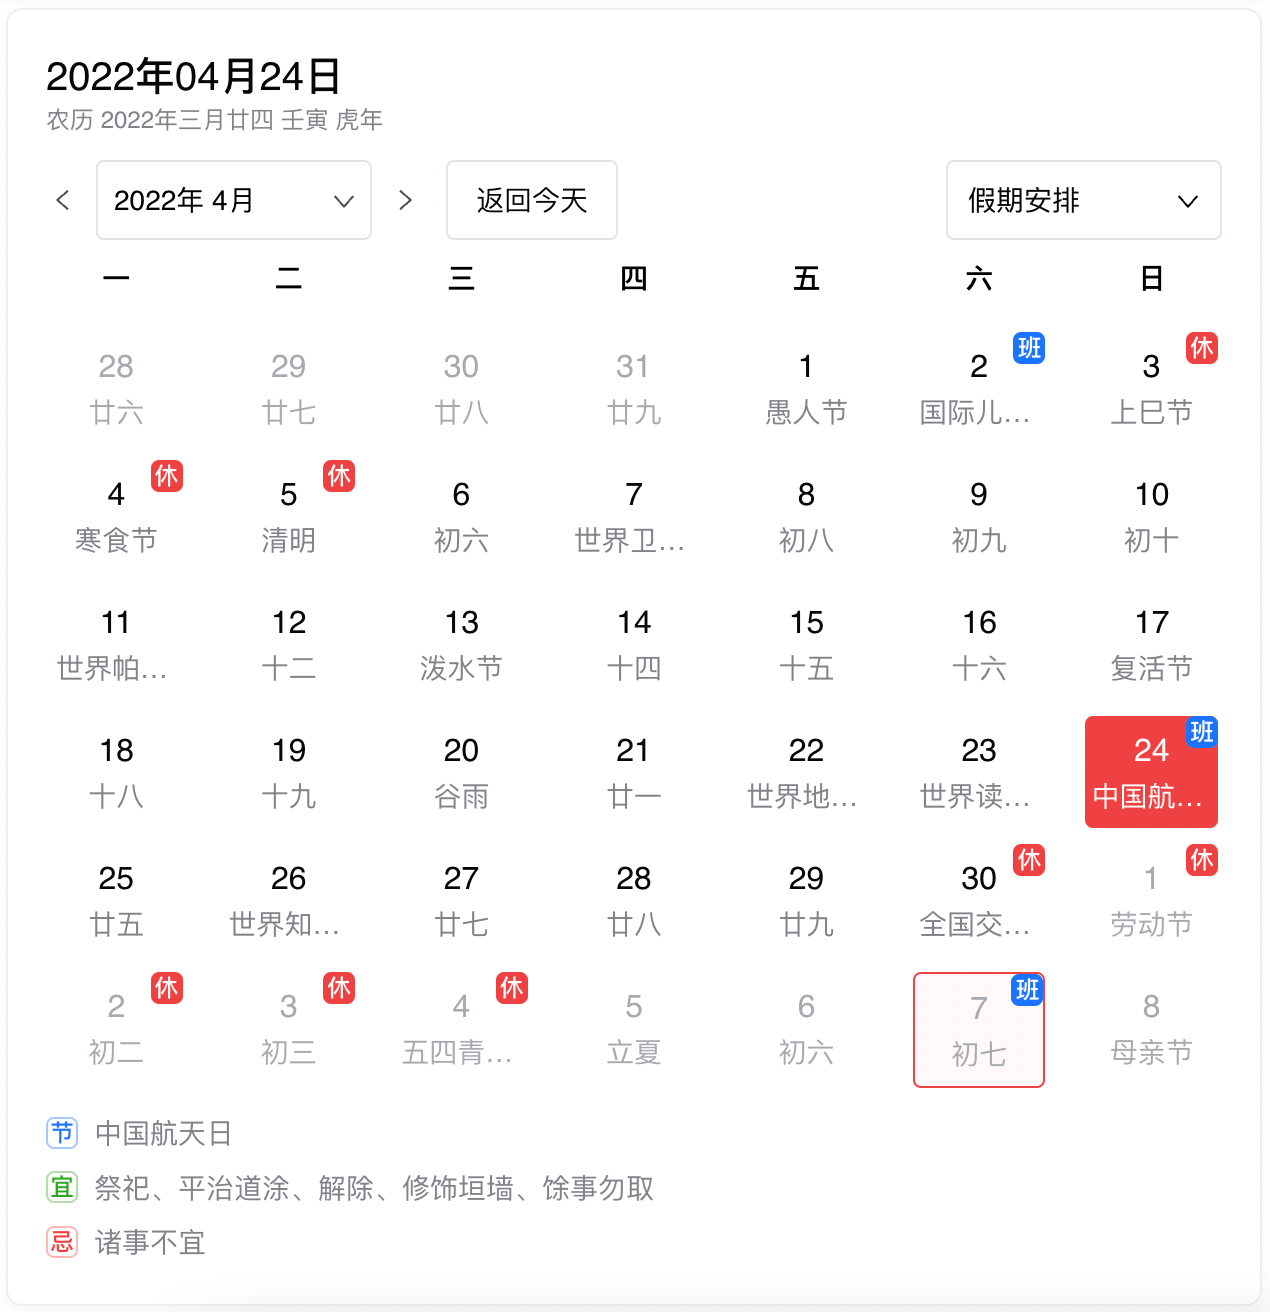 2022年04月24日
农历 2022年三月廿四 壬寅 虎年
2022年 4月 返回今天 假期安排
一 二 三 四 五 六 日
28 29 30 31 1 2 班 3 休
廿六 廿七 廿八 廿九 愚人节 国际儿... 上巳节
4 休 5 休 6 7 8 9 10
寒食节 清明 初六 世界卫... 初八 初九 初十
11 12 13 14 15 16 17
世界帕... 十二 泼水节 十四 十五 十六 复活节
18 19 20 21 22 23 24 班
十八 十九 谷雨 廿一 世界地... 世界读... 中国航...
25 26 27 28 29 30 休 1 休
廿五 世界知... 廿七 廿八 廿九 全国交... 劳动节
2 休 3 休 4 休 5 6 7 班 8
初二 初三 五四青... 立夏 初六 初七 母亲节
节 中国航天日
宜 祭祀、平治道涂、解除、修饰垣墙、馀事勿取
忌 诸事不宜